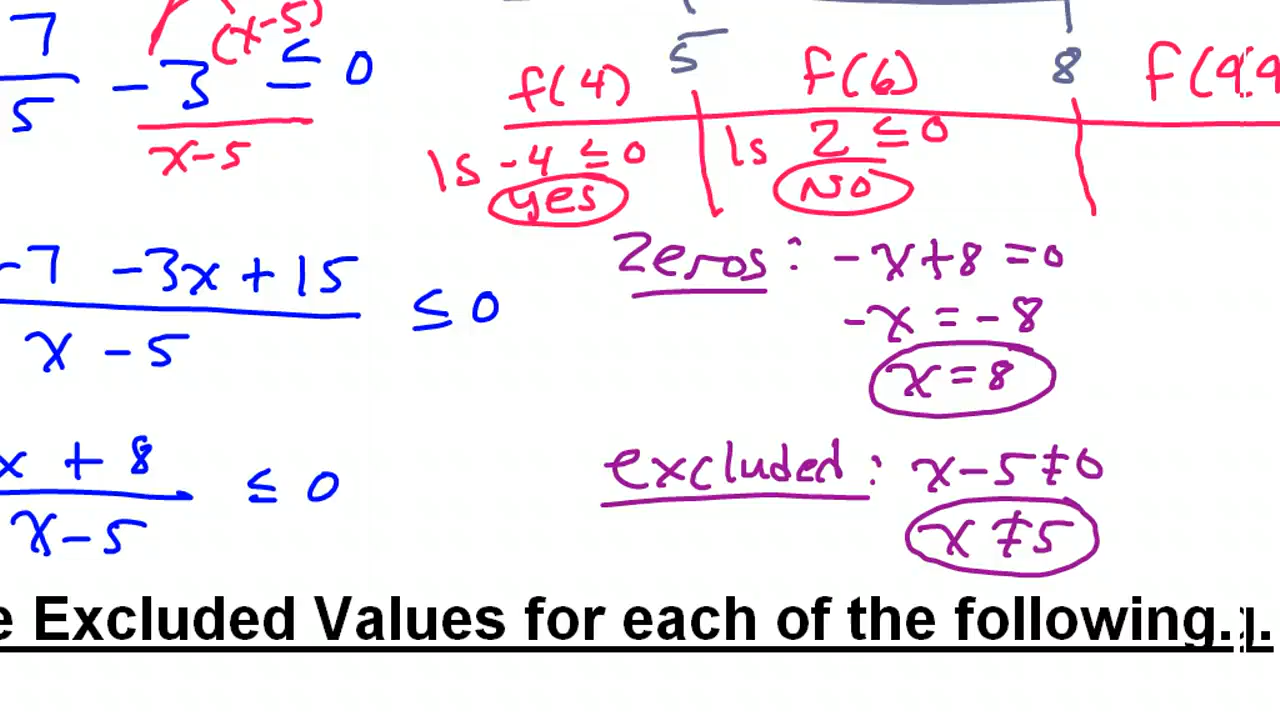 7
5
- 3 ≤ 0
(x-5)
x-5
5 8
f(4) f(6) f(9
Is -4 ≤ 0 Is 2 ≤ 0
yes NO
-7 -3x + 15
x - 5
≤ 0
Zeros: -x+8 =0
-x = -8
x = 8
x + 8
x-5
≤ 0
excluded: x-5≠0
x ≠5
e Excluded Values for each of the following.